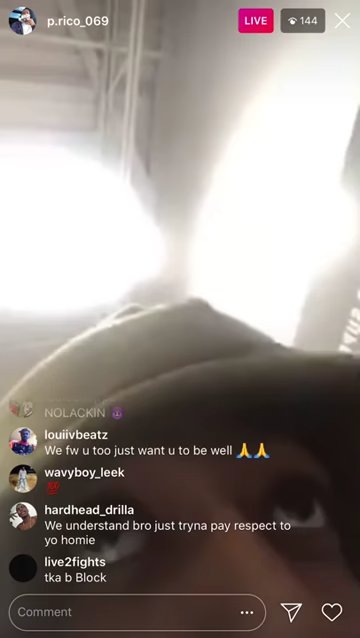 p.rico_069
LIVE
144
NOLACKIN 😈
louiivbeatz
We fw u too just want u to be well 🙏🙏
wavyboy_leek
💯
hardhead_drilla
We understand bro just tryna pay respect to
yo homie
live2fights
tka b Block
Comment